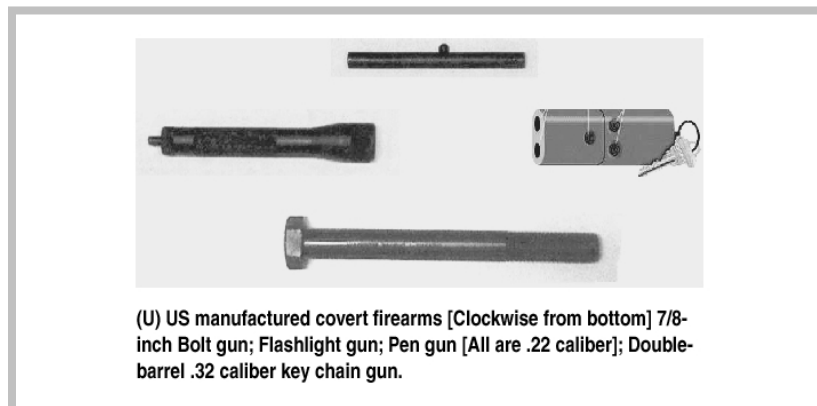 (U) US manufactured covert firearms [Clockwise from bottom] 7/8-
inch Bolt gun; Flashlight gun; Pen gun [All are .22 caliber]; Double-
barrel .32 caliber key chain gun.